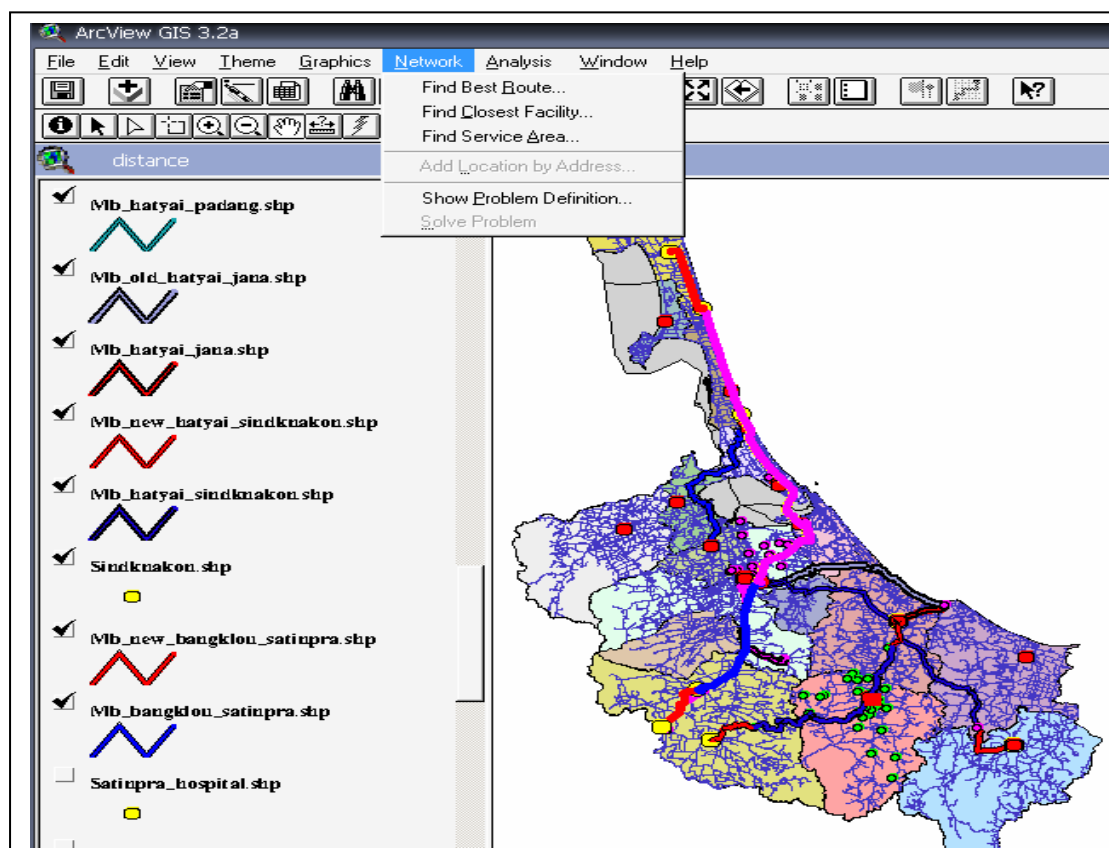 ArcView GIS 3.2a
File Edit View Theme Graphics Network Analysis Window Help
Find Best Route...
Find Closest Facility...
Find Service Area...
Add Location by Address...
Show Problem Definition...
Solve Problem
distance
Mb_hatyai_padang.shp
Mb_old_hatyai_jana.shp
Mb_hatyai_jana.shp
Mb_new_hatyai_sindknakon.shp
Mb_hatyai_sindknakon.shp
Sindknakon.shp
Mb_new_bangklou_satinpra.shp
Mb_bangklou_satinpra.shp
Satinpra_hospital.shp